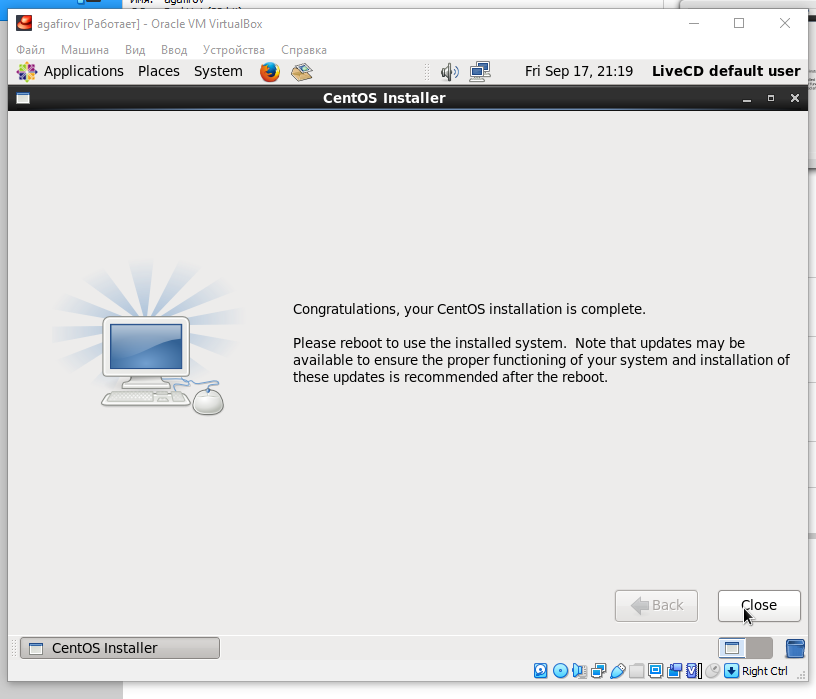 Имя: agafirov
agafirov [Работает] - Oracle VM VirtualBox
Файл Машина Вид Ввод Устройства Справка
Applications Places System Fri Sep 17, 21:19 LiveCD default user
CentOS Installer
Congratulations, your CentOS installation is complete.
Please reboot to use the installed system. Note that updates may be
available to ensure the proper functioning of your system and installation of
these updates is recommended after the reboot.
Back Close
CentOS Installer
Right Ctrl